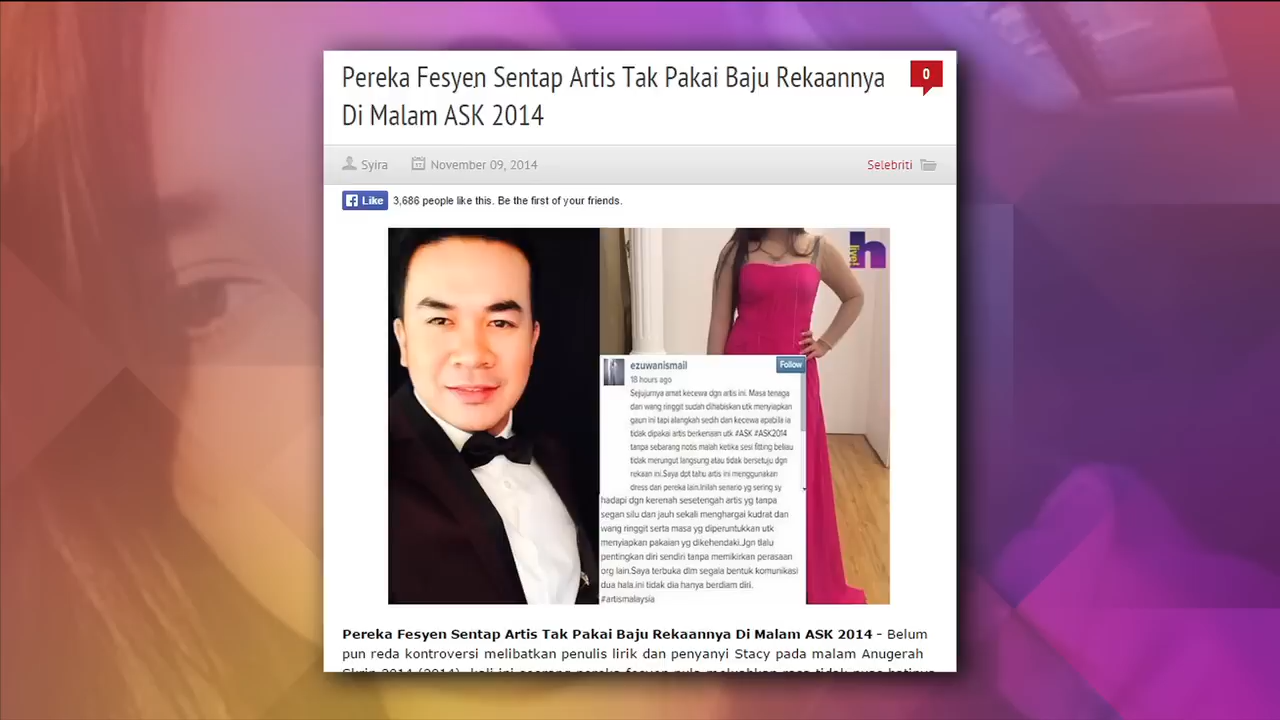 Pereka Fesyen Sentap Artis Tak Pakai Baju Rekaannya
Di Malam ASK 2014
0
Syira
November 09, 2014
Selebriti
Like
3,686 people like this. Be the first of your friends.
live!
h
ezuwanismail
Follow
18 hours ago
Sejujurnya amat kecewa dgn artis ini. Masa tenaga
dan wang ringgit sudah dihabiskan utk menyiapkan
gaun ini tapi alangkah sedih dan kecewa apabila ia
tidak dipakai artis berkenaan utk #ASK #ASK2014
tanpa sebarang notis malah ketika sesi fitting beliau
tidak merungut langsung atau tidak bersetuju dgn
rekaan ini.Saya dpt tahu artis ini menggunakan
dress dari pereka lain.Inilah senario yg sering sy
hadapi dgn kerenah sesetengah artis yg tanpa
segan silu dan jauh sekali menghargai kudrat dan
wang ringgit serta masa yg diperuntukkan utk
menyiapkan pakaian yg dikehendaki.Jgn tlalu
pentingkan diri sendiri tanpa memikirkan perasaan
org lain.Saya terbuka dlm segala bentuk komunikasi
dua hala.ini tidak dia hanya berdiam diri.
#artismalaysia
Pereka Fesyen Sentap Artis Tak Pakai Baju Rekaannya Di Malam ASK 2014 – Belum
pun reda kontroversi melibatkan penulis lirik dan penyanyi Stacy pada malam Anugerah